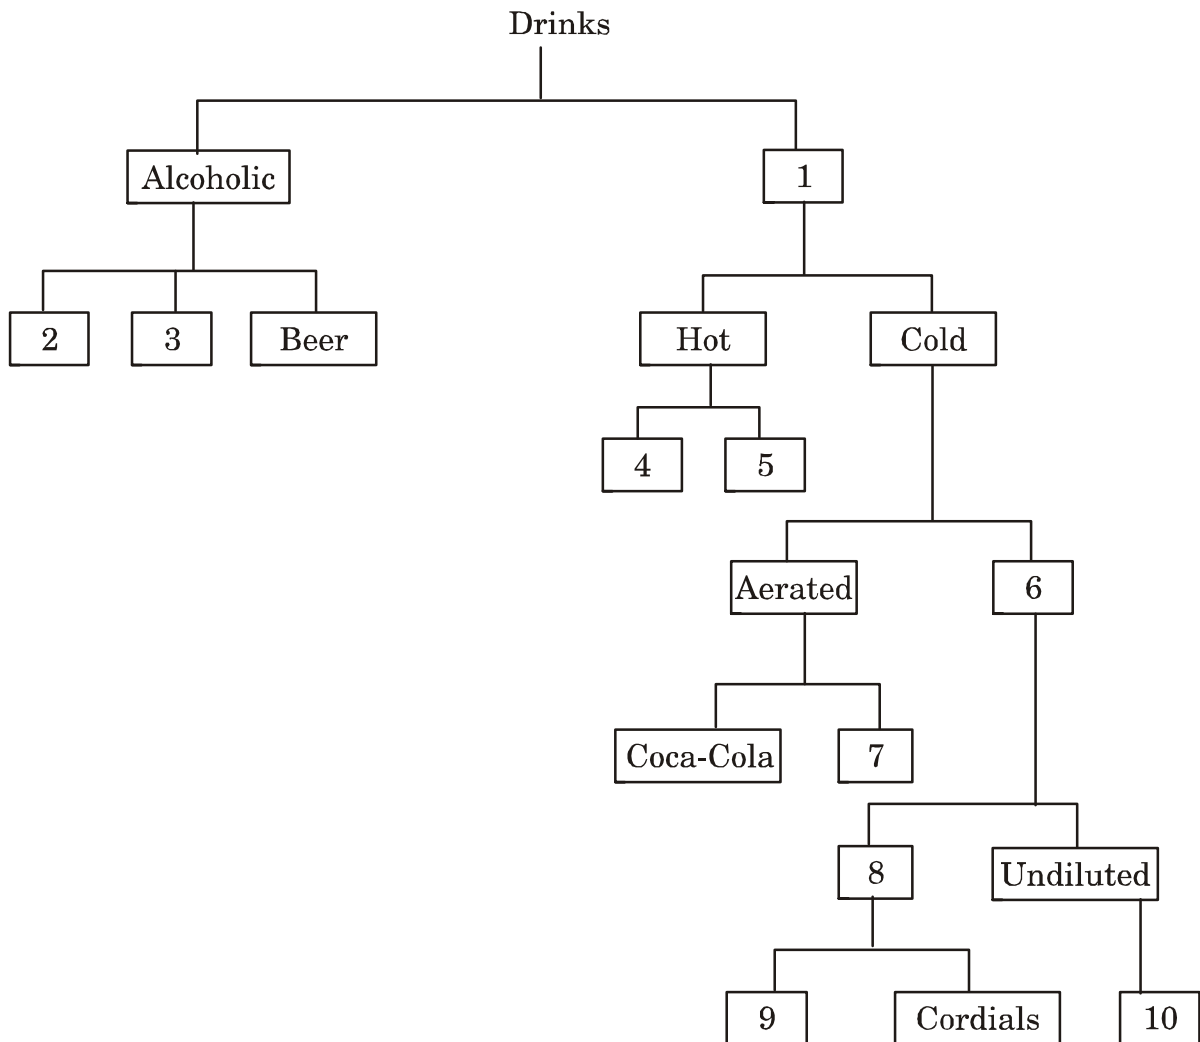 Drinks
Alcoholic
1
2
3
Beer
Hot
Cold
4
5
Aerated
6
Coca-Cola
7
8
Undiluted
9
Cordials
10